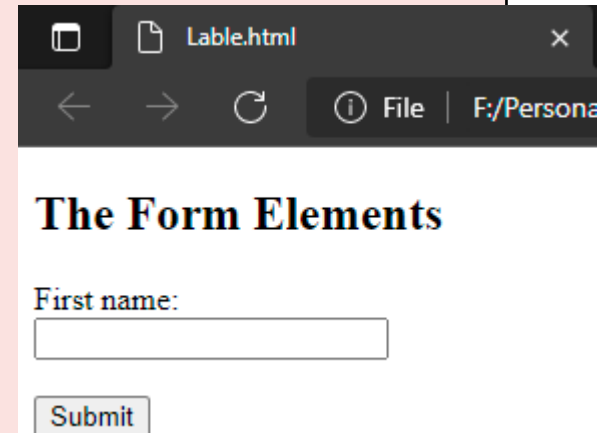 Lable.html
File F:/Persona
The Form Elements
First name:
Submit